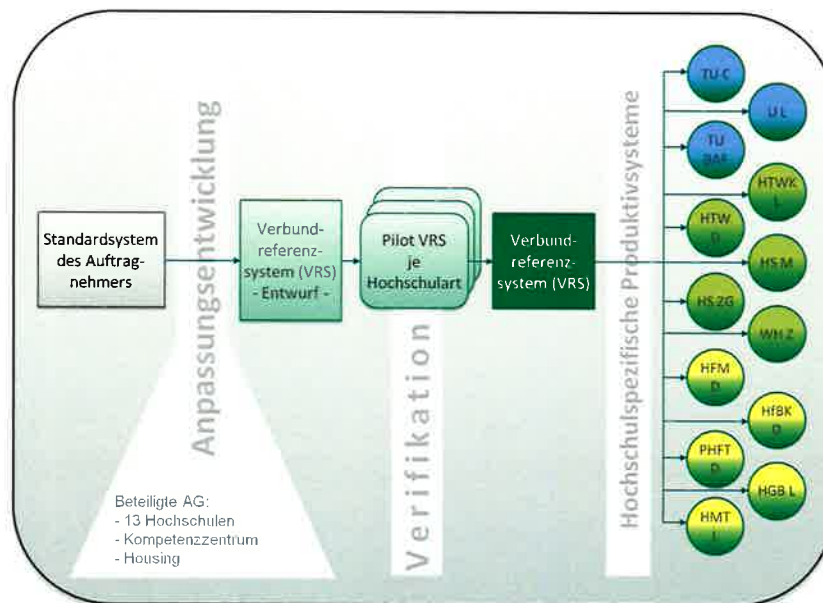 Standardsystem
des Auftrag-
nehmers
Anpassungsentwicklung
Beteiligte AG:
- 13 Hochschulen
- Kompetenzzentrum
- Housing
Verbund-
referenz-
system (VRS)
- Entwurf -
Pilot VRS
je
Hochschulart
Verifikation
Verbund-
referenz-
system (VRS)
Hochschulspezifische Produktivsysteme
TU C
U L
TU
BAF
HTWK
L
HTW
D
HS M
HS ZG
WH Z
HFM
D
HfBK
D
PHFT
D
HGB L
HMT
L